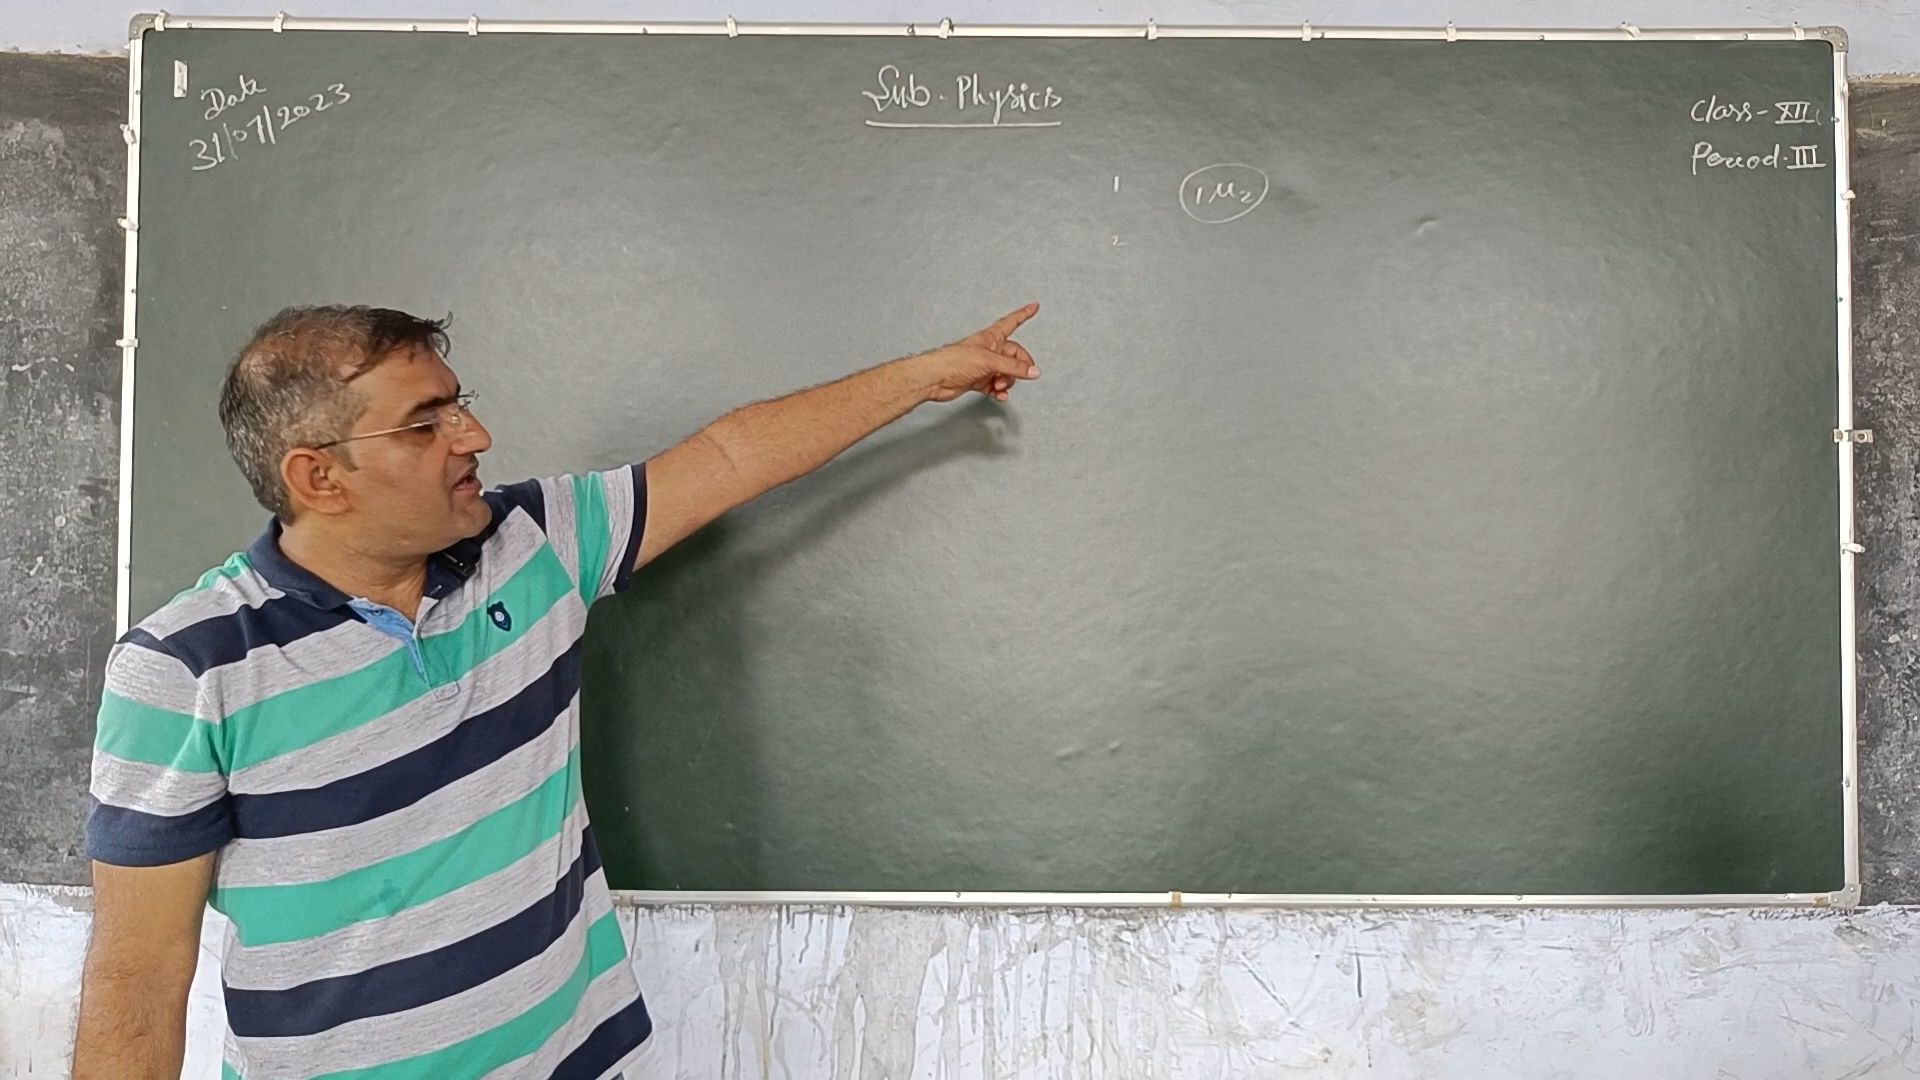 Date
31/07/2023
Sub. Physics
Class-XII
Period.III
1
1μ2
2